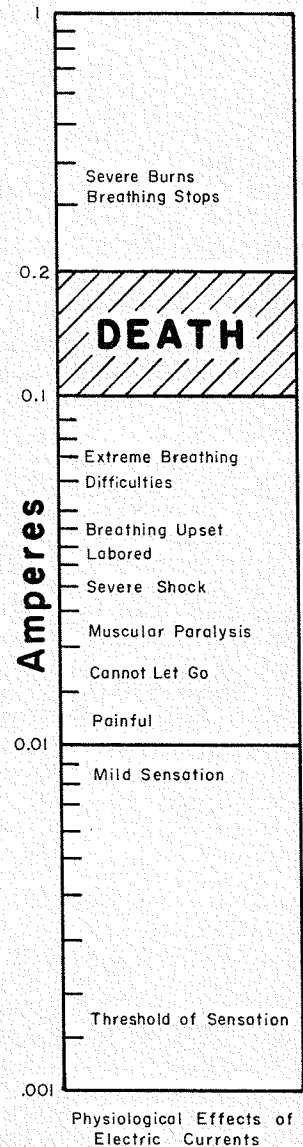 1
Severe Burns
Breathing Stops
0.2
DEATH
0.1
Extreme Breathing
Difficulties
Breathing Upset
Labored
Severe Shock
Muscular Paralysis
Cannot Let Go
Painful
0.01
Mild Sensation
Threshold of Sensation
.001
Amperes
Physiological Effects of
Electric Currents